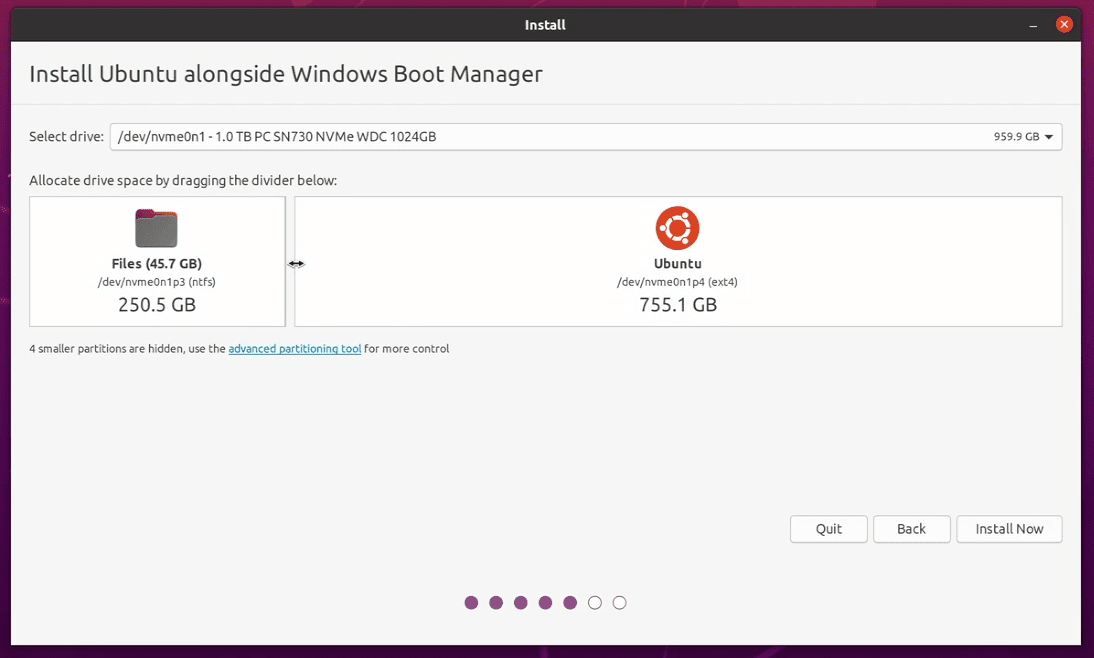 Install
Install Ubuntu alongside Windows Boot Manager
Select drive: /dev/nvme0n1 - 1.0 TB PC SN730 NVMe WDC 1024GB 959.9 GB
Allocate drive space by dragging the divider below:
Files (45.7 GB)
/dev/nvme0n1p3 (ntfs)
250.5 GB
Ubuntu
/dev/nvme0n1p4 (ext4)
755.1 GB
4 smaller partitions are hidden, use the advanced partitioning tool for more control
Quit Back Install Now